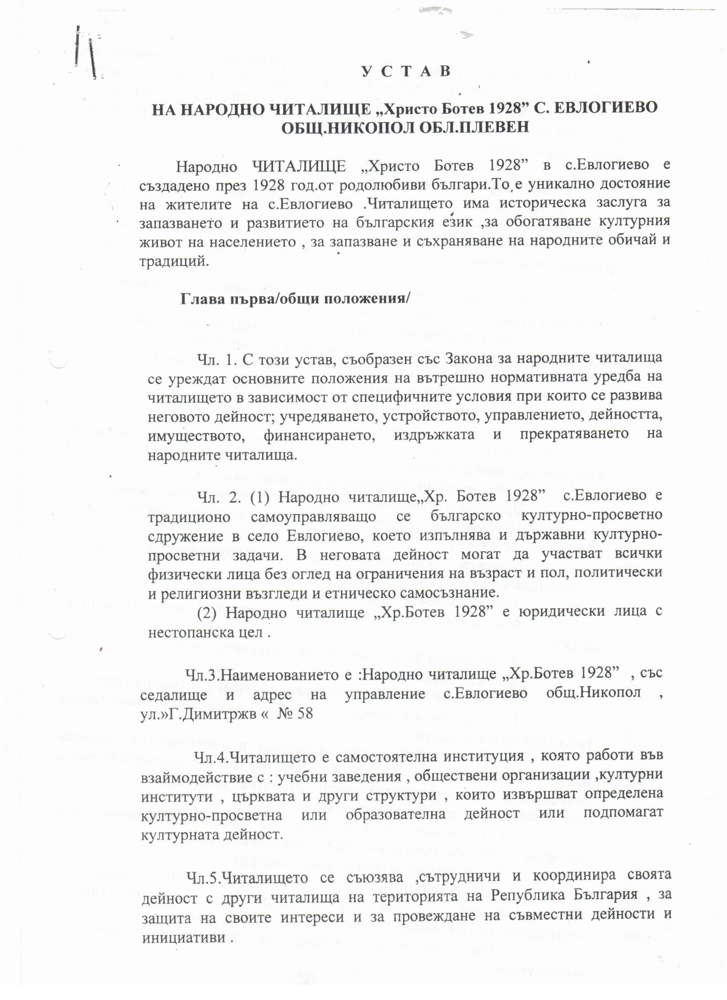 У С Т А В
НА НАРОДНО ЧИТАЛИЩЕ „Христо Ботев 1928” С. ЕВЛОГИЕВО
ОБЩ.НИКОПОЛ ОБЛ.ПЛЕВЕН
Народно ЧИТАЛИЩЕ „Христо Ботев 1928” в с.Евлогиево е
създадено през 1928 год.от родолюбиви българи.То е уникално достояние
на жителите на с.Евлогиево .Читалището има историческа заслуга за
запазването и развитието на българския език ,за обогатяване културния
живот на населението , за запазване и съхраняване на народните обичай и
традиций.
Глава първа/общи положения/
Чл. 1. С този устав, съобразен със Закона за народните читалища
се уреждат основните положения на вътрешно нормативната уредба на
читалището в зависимост от специфичните условия при които се развива
неговото дейност; учредяването, устройството, управлението, дейността,
имуществото, финансирането, издръжката и прекратяването на
народните читалища.
Чл. 2. (1) Народно читалище„Хр. Ботев 1928” с.Евлогиево е
традиционо самоуправляващо се българско културно-просветно
сдружение в село Евлогиево, което изпълнява и държавни културно-
просветни задачи. В неговата дейност могат да участват всички
физически лица без оглед на ограничения на възраст и пол, политически
и религиозни възгледи и етническо самосъзнание.
(2) Народно читалище „Хр.Ботев 1928” е юридически лица с
нестопанска цел .
Чл.3.Наименованието е :Народно читалище „Хр.Ботев 1928” , със
седалище и адрес на управление с.Евлогиево общ.Никопол ,
ул.»Г.Димитржв « № 58
Чл.4.Читалището е самостоятелна институция , която работи във
взаимодействие с : учебни заведения , обществени организации ,културни
институти , църквата и други структури , които извършват определена
културно-просветна или образователна дейност или подпомагат
културната дейност.
Чл.5.Читалището се съюзява ,сътрудничи и координира своята
дейност с други читалища на територията на Република България , за
защита на своите интереси и за провеждане на съвместни дейности и
инициативи .